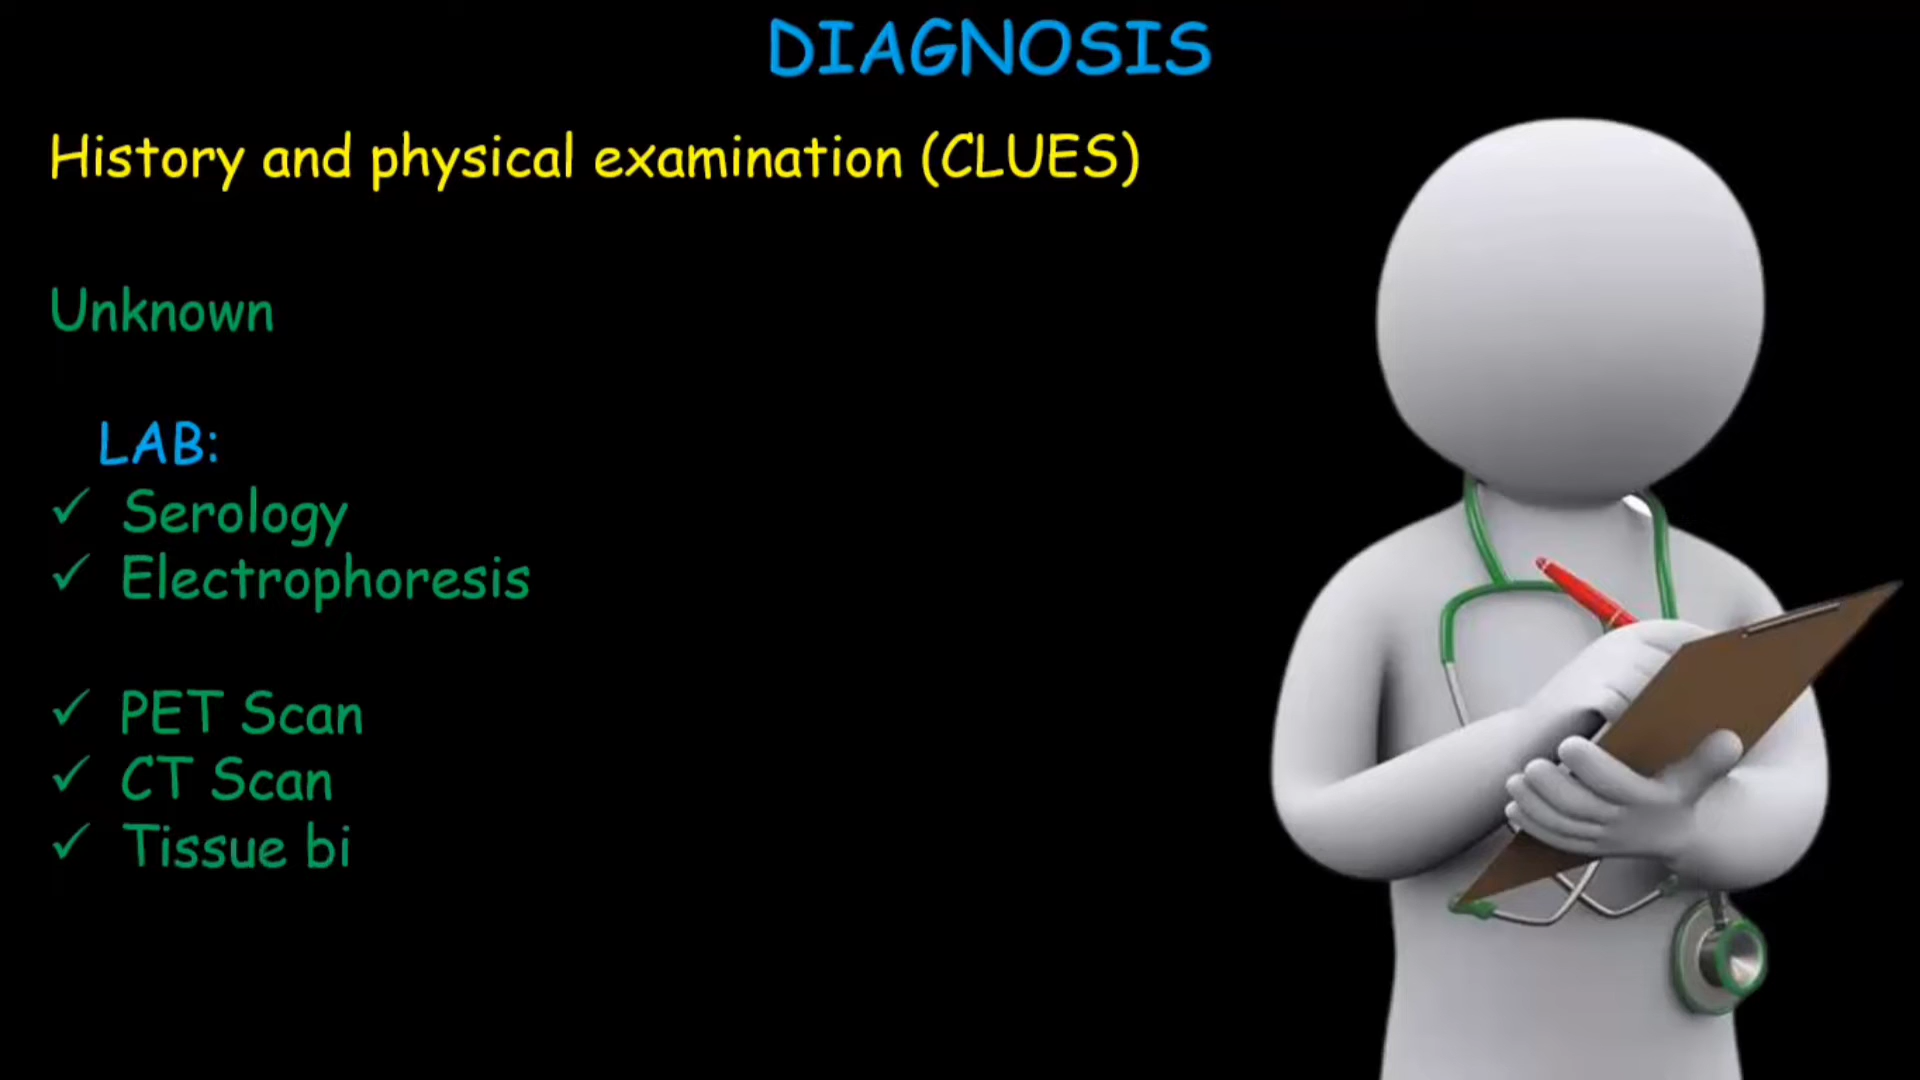 DIAGNOSIS
History and physical examination (CLUES)
Unknown
LAB:
✓ Serology
✓ Electrophoresis
✓ PET Scan
✓ CT Scan
✓ Tissue bi